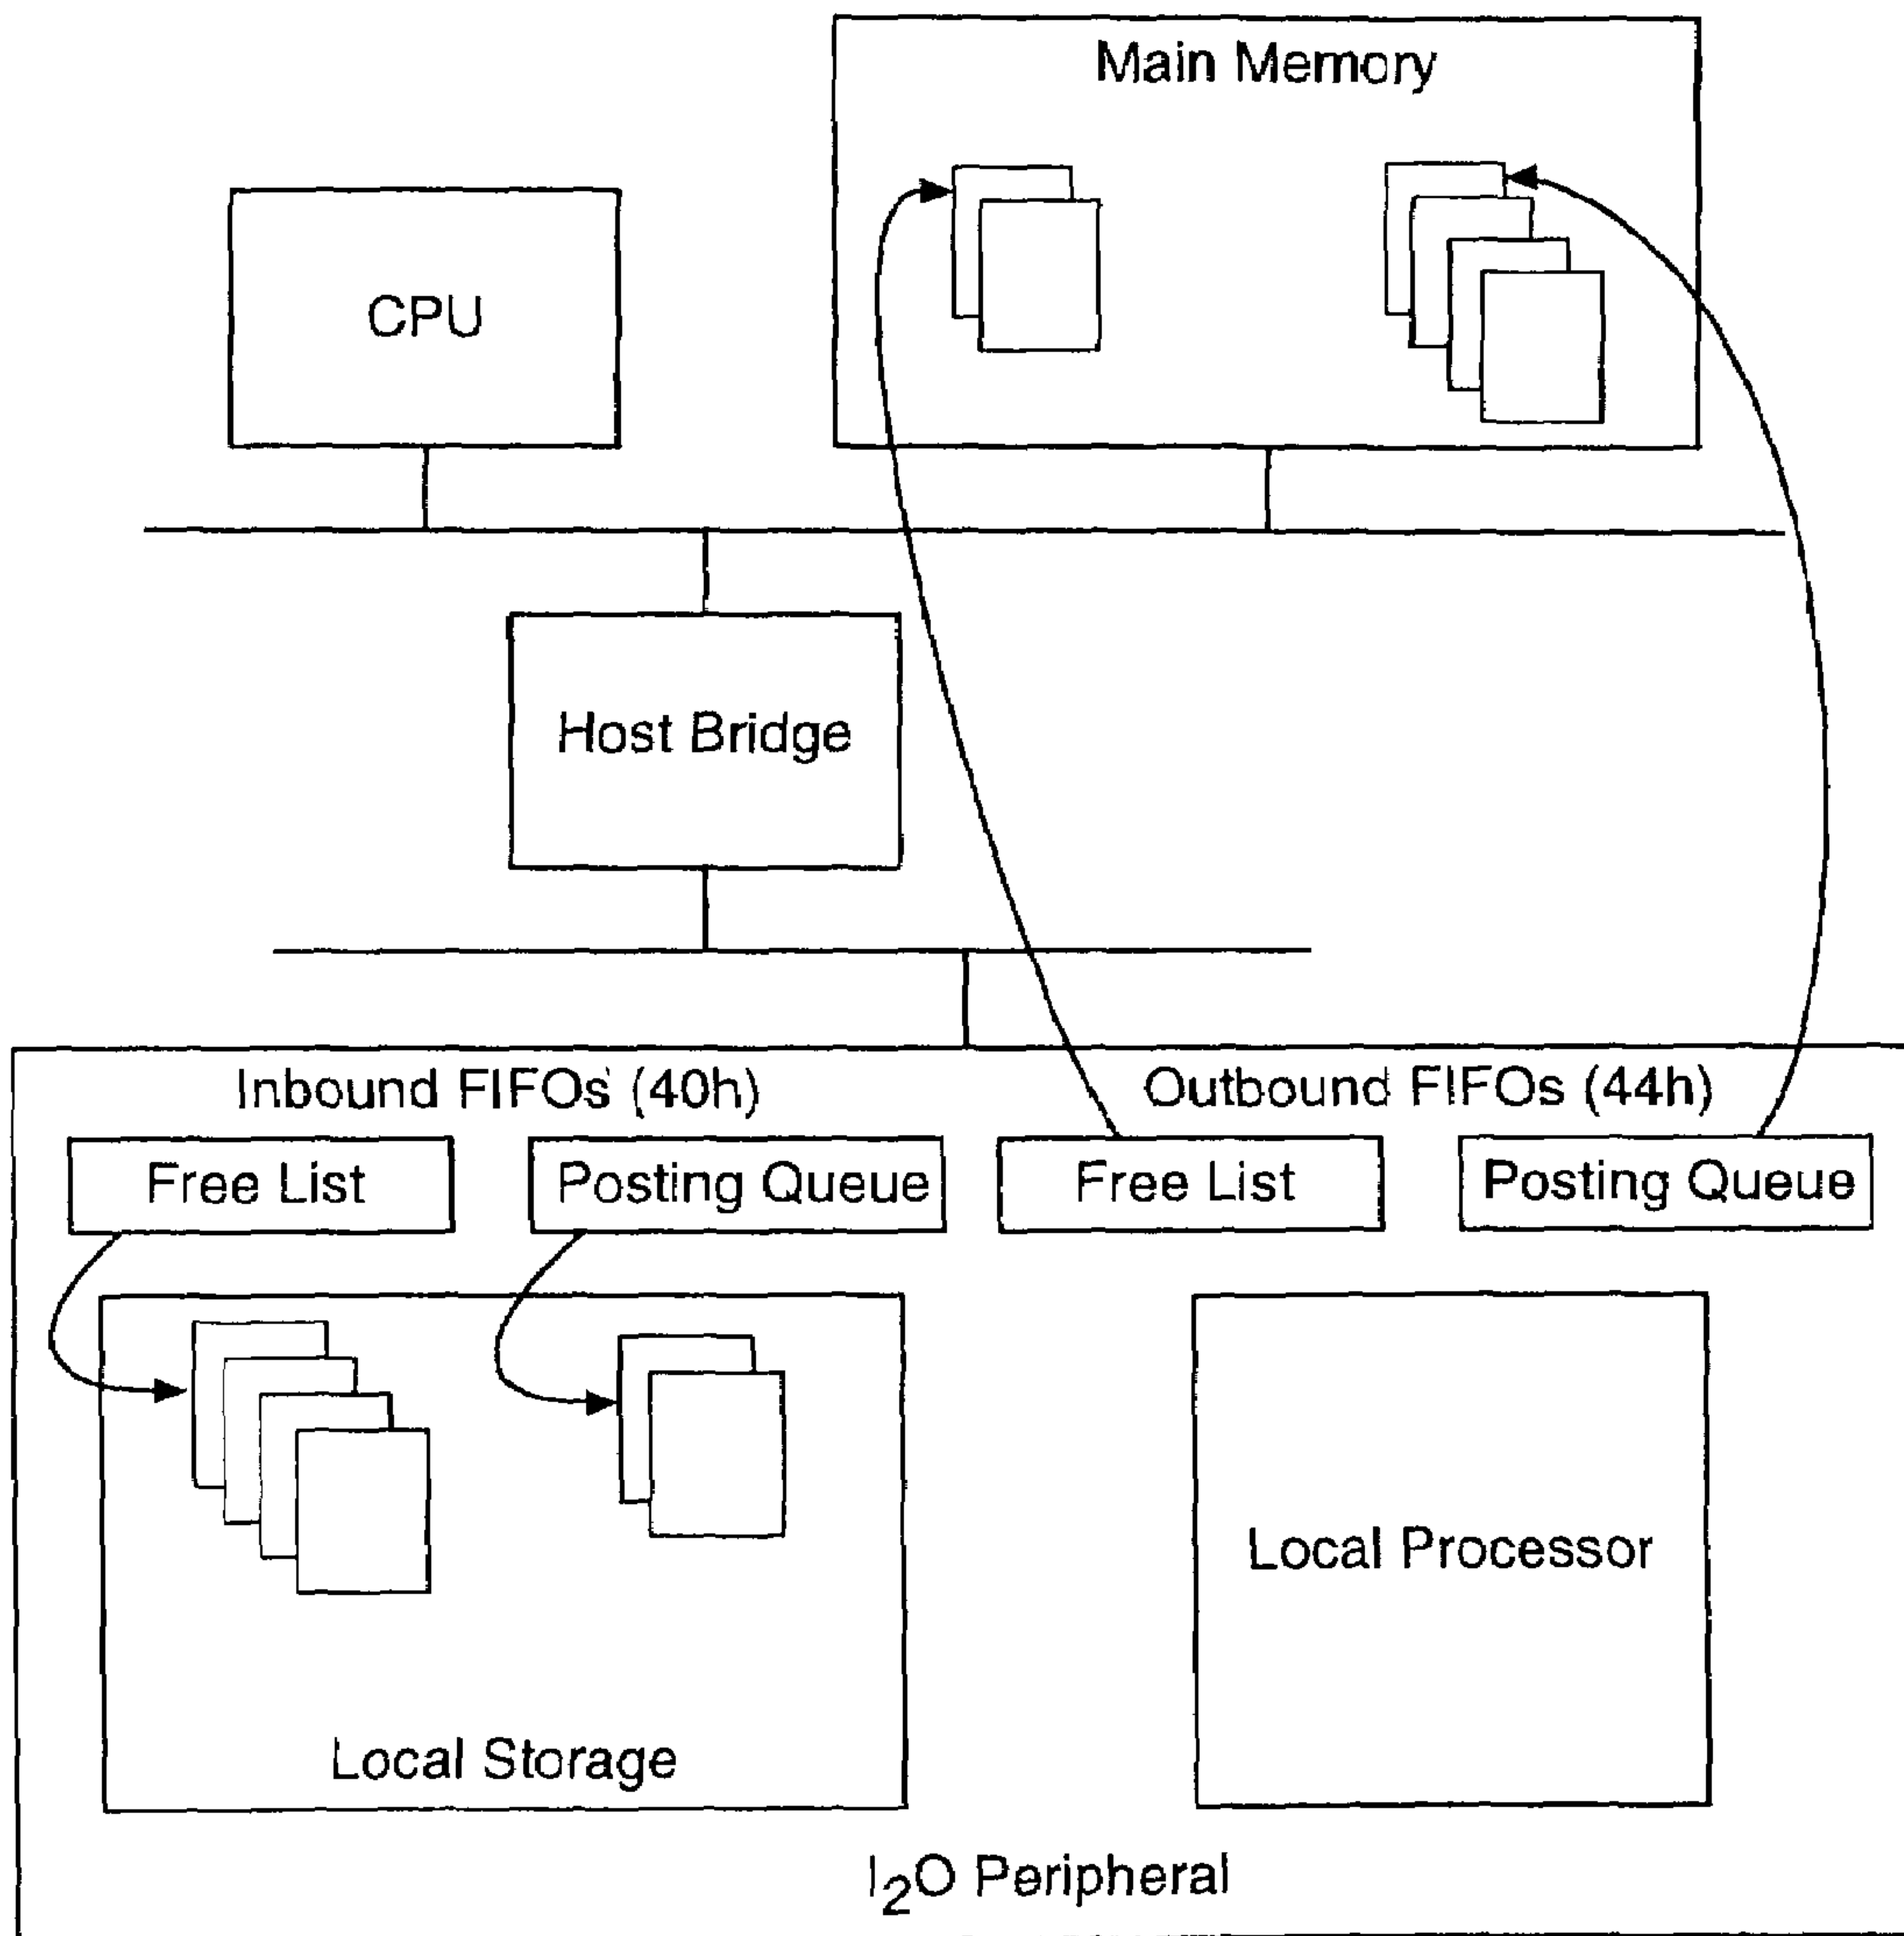 Main Memory
CPU
Host Bridge
Inbound FIFOs (40h)
Outbound FIFOs (44h)
Free List
Posting Queue
Free List
Posting Queue
Local Processor
Local Storage
I₂O Peripheral